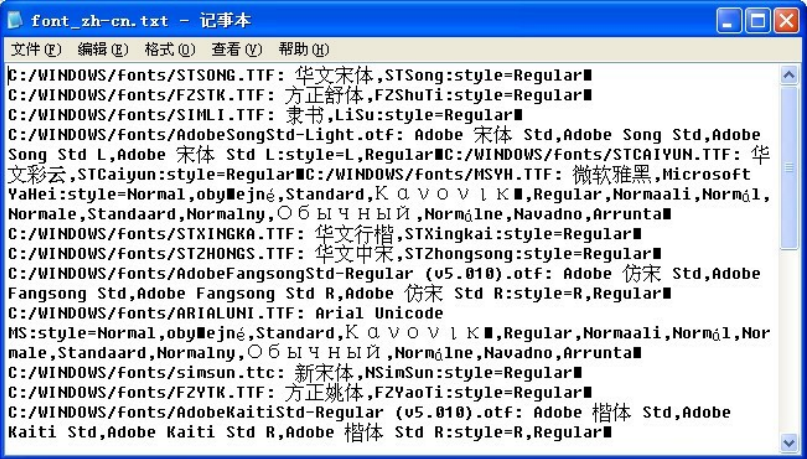 font_zh-cn.txt - 记事本
文件(F) 编辑(E) 格式(O) 查看(V) 帮助(H)
C:/WINDOWS/fonts/STSONG.TTF: 华文宋体,STSong:style=Regular■
C:/WINDOWS/fonts/FZSTK.TTF: 方正舒体,FZShuTi:style=Regular■
C:/WINDOWS/fonts/SIMLI.TTF: 隶书,LiSu:style=Regular■
C:/WINDOWS/fonts/AdobeSongStd-Light.otf: Adobe 宋体 Std,Adobe Song Std,Adobe
Song Std L,Adobe 宋体 Std L:style=L,Regular■C:/WINDOWS/fonts/STCAIYUN.TTF: 华
文彩云,STCaiyun:style=Regular■C:/WINDOWS/fonts/MSYH.TTF: 微软雅黑,Microsoft
YaHei:style=Normal,oby■ejné,Standard,Κανονικ■,Regular,Normaali,Normál,
Normale,Standaard,Normalny,Обычный,Normálne,Navadno,Arrunta■
C:/WINDOWS/fonts/STXINGKA.TTF: 华文行楷,STXingkai:style=Regular■
C:/WINDOWS/fonts/STZHONGS.TTF: 华文中宋,STZhongsong:style=Regular■
C:/WINDOWS/fonts/AdobeFangsongStd-Regular (v5.010).otf: Adobe 仿宋 Std,Adobe
Fangsong Std,Adobe Fangsong Std R,Adobe 仿宋 Std R:style=R,Regular■
C:/WINDOWS/fonts/ARIALUNI.TTF: Arial Unicode
MS:style=Normal,oby■ejné,Standard,Κανονικ■,Regular,Normaali,Normál,Nor
male,Standaard,Normalny,Обычный,Normálne,Navadno,Arrunta■
C:/WINDOWS/fonts/simsun.ttc: 新宋体,NSimSun:style=Regular■
C:/WINDOWS/fonts/FZYTK.TTF: 方正姚体,FZYaoTi:style=Regular■
C:/WINDOWS/fonts/AdobeKaitiStd-Regular (v5.010).otf: Adobe 楷体 Std,Adobe
Kaiti Std,Adobe Kaiti Std R,Adobe 楷体 Std R:style=R,Regular■